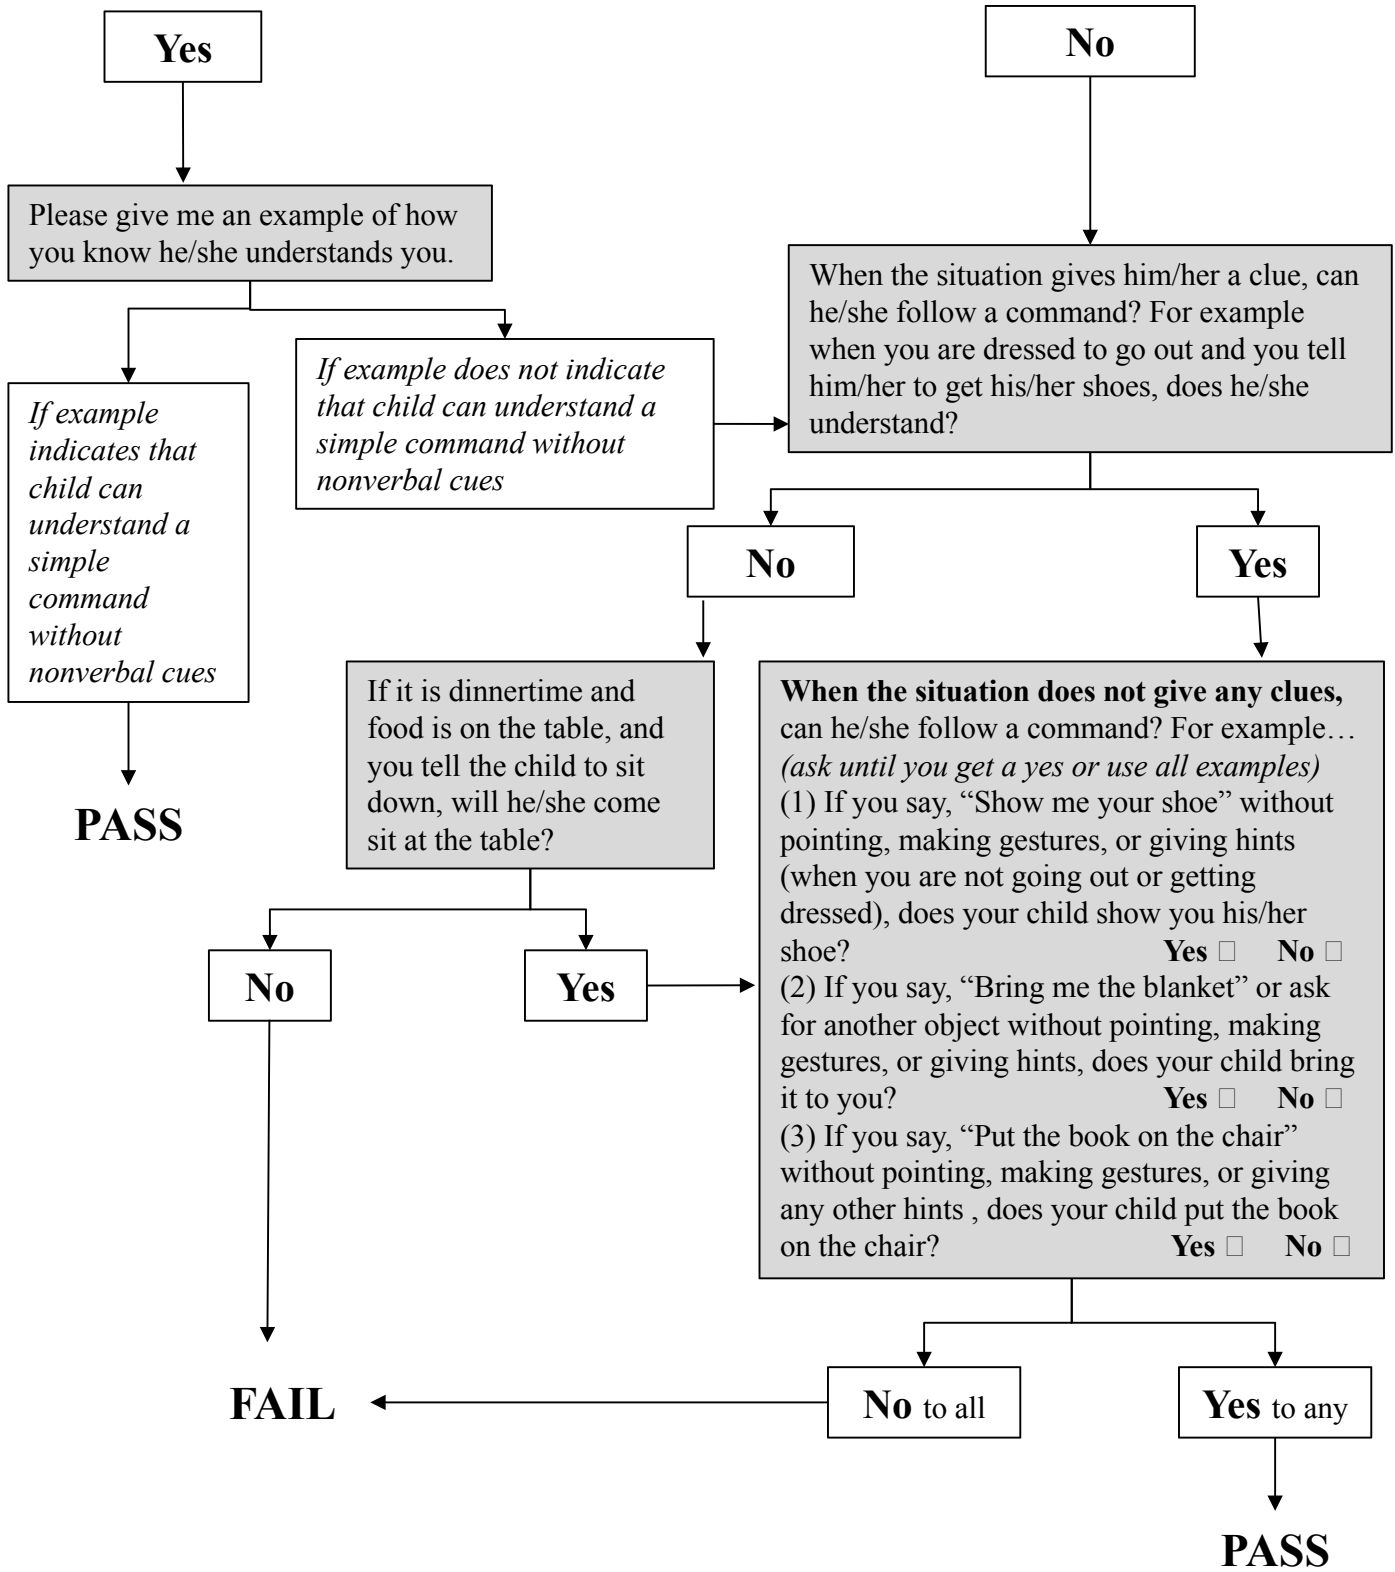 Yes
No
Please give me an example of how
you know he/she understands you.
When the situation gives him/her a clue, can
he/she follow a command? For example
when you are dressed to go out and you tell
him/her to get his/her shoes, does he/she
understand?
If example does not indicate
that child can understand a
simple command without
nonverbal cues
If example
indicates that
child can
understand a
simple
command
without
nonverbal cues
No
Yes
PASS
If it is dinnertime and
food is on the table, and
you tell the child to sit
down, will he/she come
sit at the table?
When the situation does not give any clues,
can he/she follow a command? For example…
(ask until you get a yes or use all examples)
(1) If you say, “Show me your shoe” without
pointing, making gestures, or giving hints
(when you are not going out or getting
dressed), does your child show you his/her
shoe? Yes □ No □
(2) If you say, “Bring me the blanket” or ask
for another object without pointing, making
gestures, or giving hints, does your child bring
it to you? Yes □ No □
(3) If you say, “Put the book on the chair”
without pointing, making gestures, or giving
any other hints , does your child put the book
on the chair? Yes □ No □
No
Yes
FAIL
No to all
Yes to any
PASS